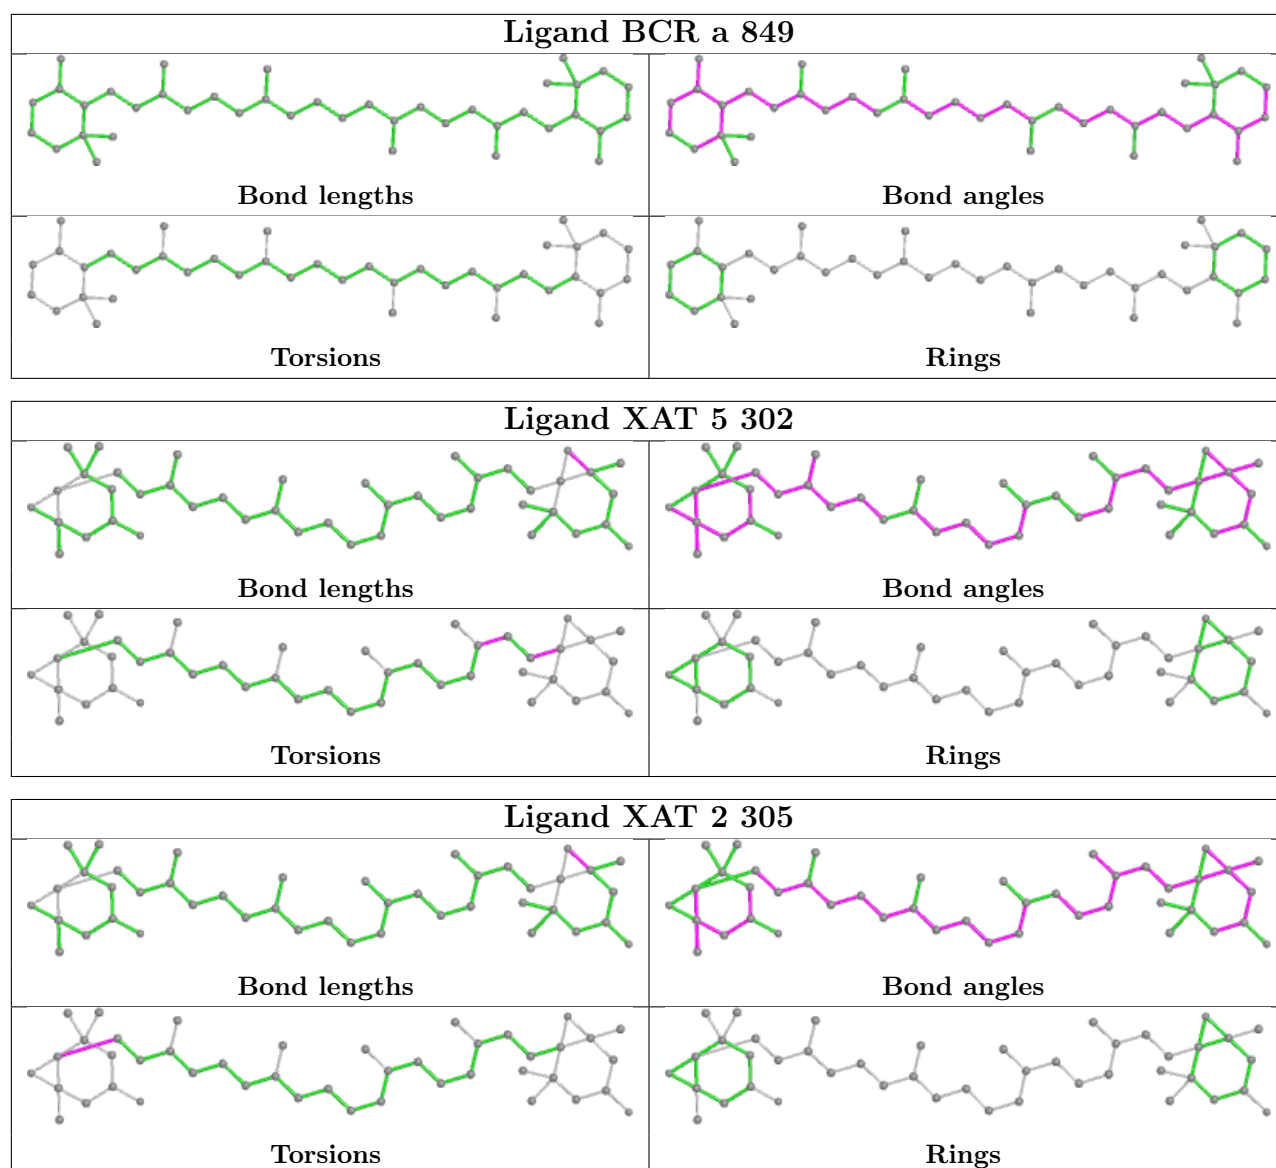 Ligand BCR a 849
Bond lengths
Bond angles
Torsions
Rings
Ligand XAT 5 302
Bond lengths
Bond angles
Torsions
Rings
Ligand XAT 2 305
Bond lengths
Bond angles
Torsions
Rings